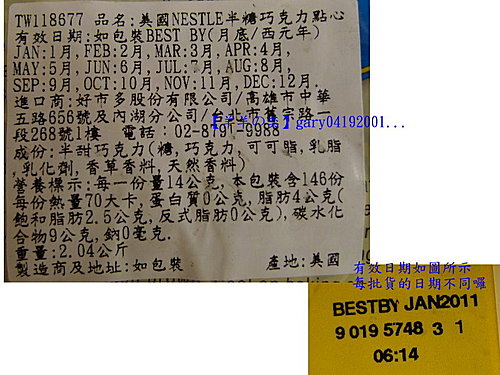 TW118677 品名:美國NESTLE半糖巧克力點心
有效日期:如包裝BEST BY(月底/西元年)
JAN:1月,FEB:2月,MAR:3月,APR:4月,
MAY:5月,JUN:6月,JUL:7月,AUG:8月,
SEP:9月,OCT:10月,NOV:11月,DEC:12月,
進口商:好市多股份有限公司/高雄市中華
五路656號及內湖分公司/台北市舊宗路一
段268號1樓 電話:02-8791-9988
gary04192001...
成份:半甜巧克力(糖,巧克力,可可脂,乳脂
,乳化劑,香草香料,天然香料)
營養標示:每一份量14公克,本包裝含146份
每份熱量70大卡,蛋白質0公克,脂肪4公克(
飽和脂肪2.5公克,反式脂肪0公克),碳水化
合物9公克,鈉0毫克.
重量:2.04公斤
製造商及地址:如包裝 產地:美國
有效日期如圖所示
每批貨的日期不同囉
BESTBY JAN2011
9 019 5748 3 1
06:14